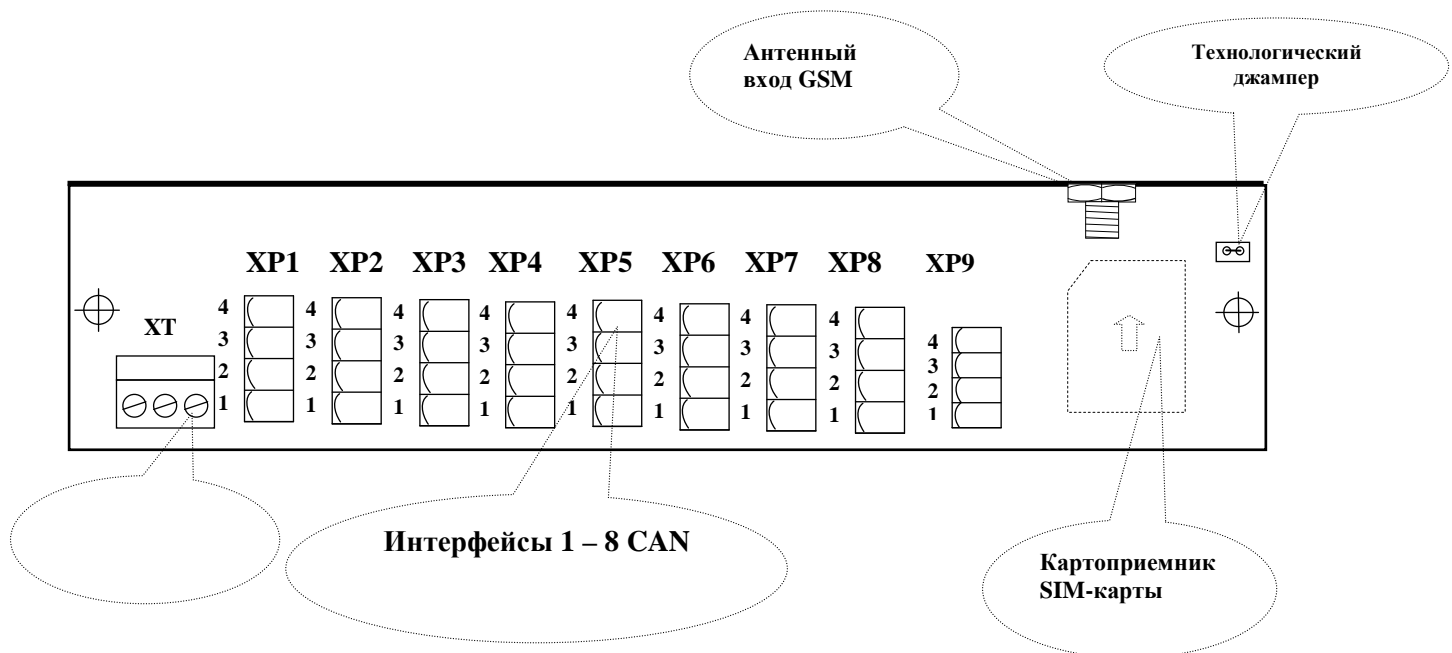 Антенный
вход GSM
Технологический
джампер
XP1 XP2 XP3 XP4 XP5 XP6 XP7 XP8 XP9
XT
4 4 4 4 4 4 4 4 4
3 3 3 3 3 3 3 3 3
2 2 2 2 2 2 2 2 2
1 1 1 1 1 1 1 1 1
Интерфейсы 1 – 8 CAN
Картоприемник
SIM-карты